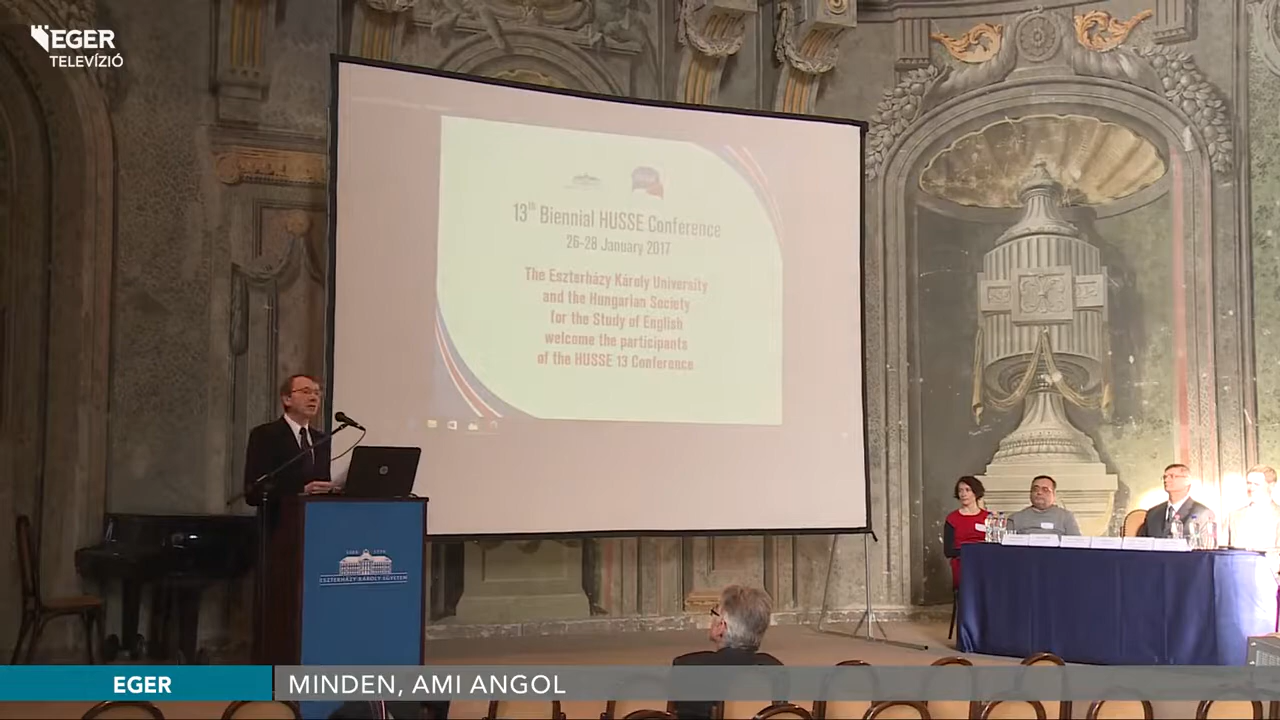 EGER
TELEVÍZIÓ
13th Biennial HUSSE Conference
26-28 January 2017
The Eszterházy Károly University
and the Hungarian Society
for the Study of English
welcome the participants
of the HUSSE 13 Conference
ESZTERHÁZY KÁROLY EGYETEM
EGER
MINDEN, AMI ANGOL